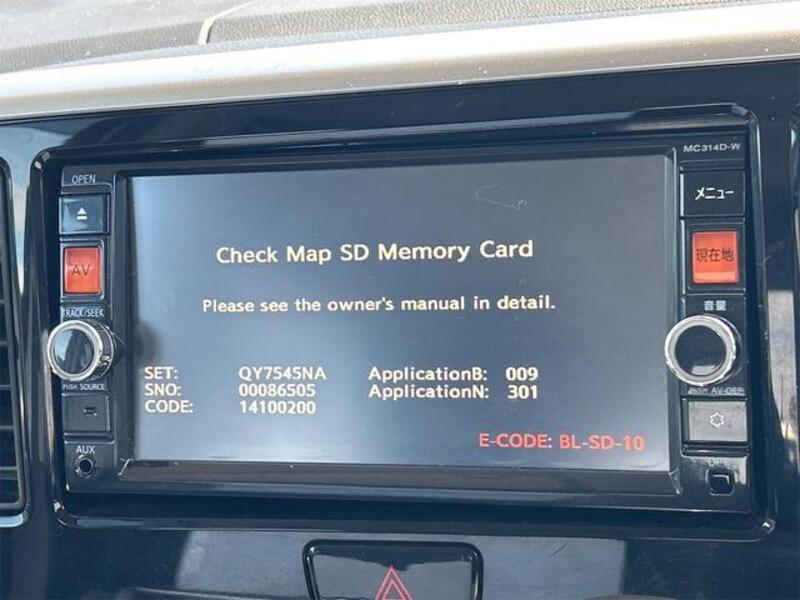 MC314D-W
OPEN
メニュー
AV
現在地
TRACK/SEEK
音量
PUSH SOURCE
PUSH AV-OFF
AUX
Check Map SD Memory Card
Please see the owner's manual in detail.
SET: QY7545NA ApplicationB: 009
SNO: 00086505 ApplicationN: 301
CODE: 14100200
E-CODE: BL-SD-10